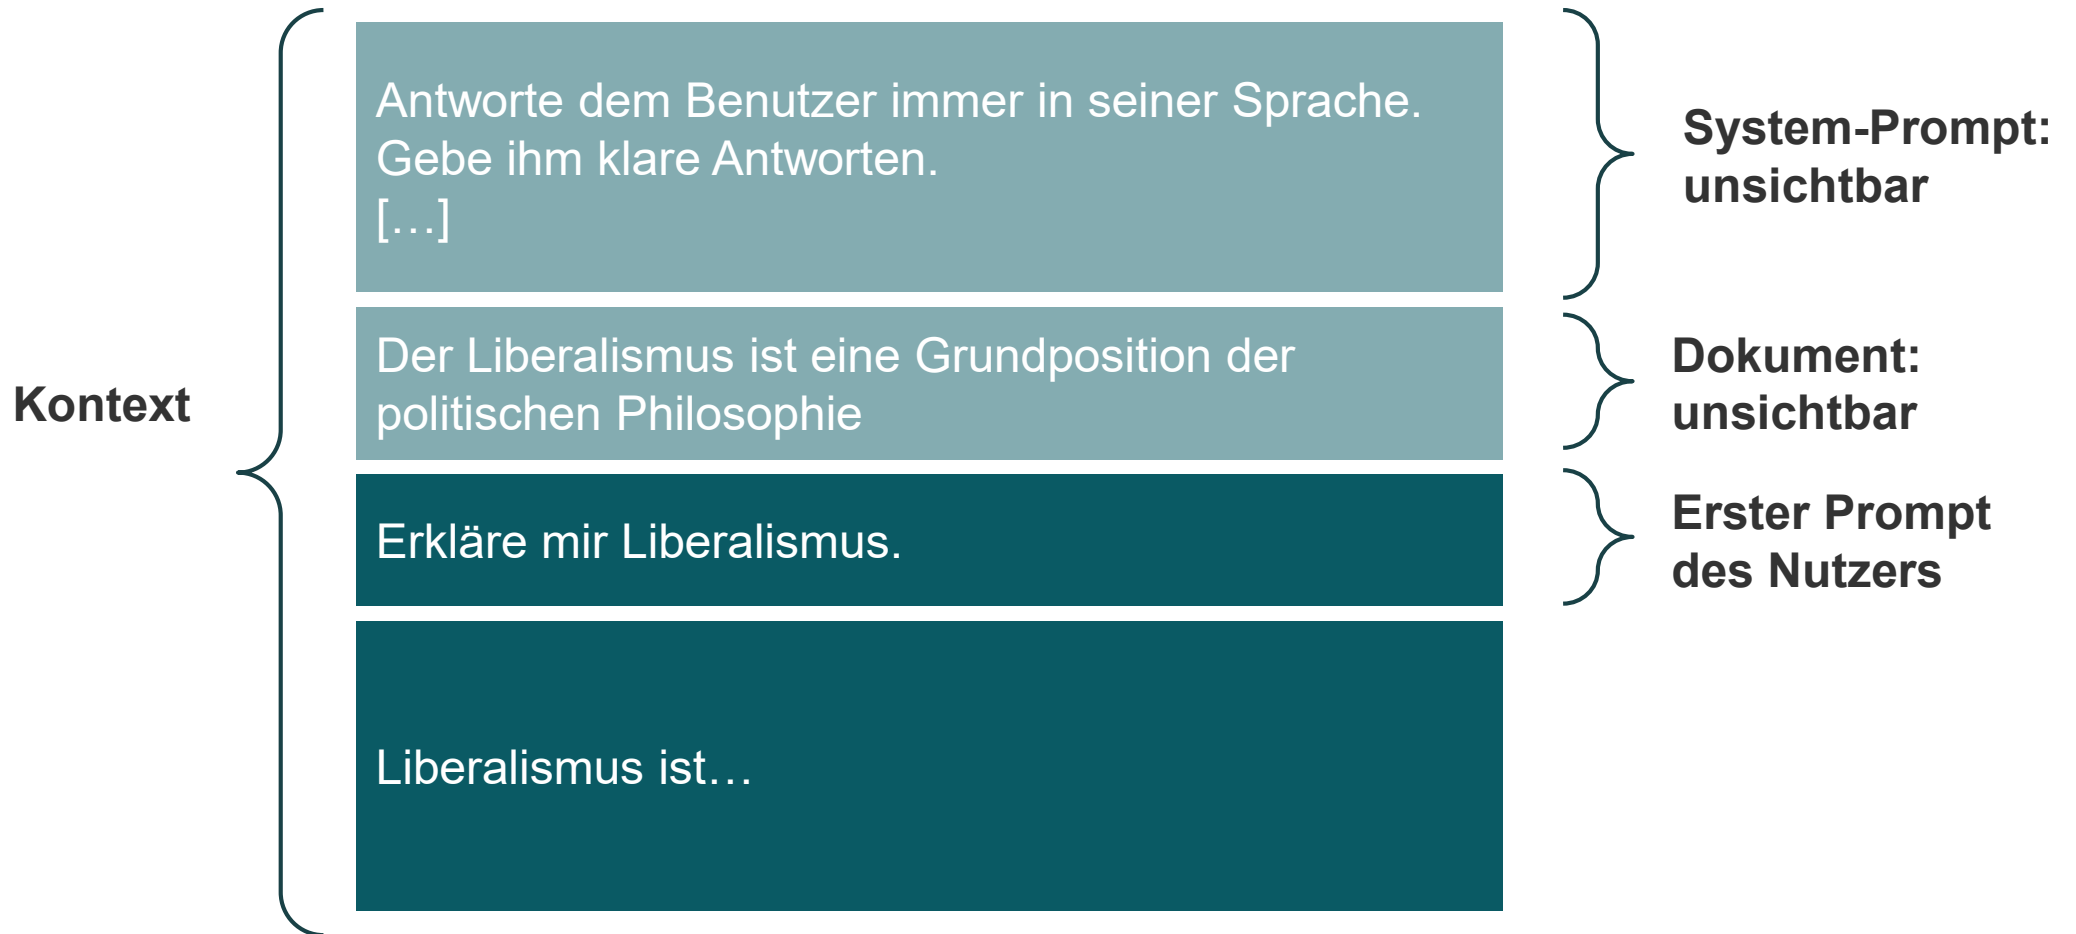 Antworte dem Benutzer immer in seiner Sprache.
Gebe ihm klare Antworten.
[…]
System-Prompt:
unsichtbar
Der Liberalismus ist eine Grundposition der
politischen Philosophie
Dokument:
unsichtbar
Kontext
Erkläre mir Liberalismus.
Erster Prompt
des Nutzers
Liberalismus ist…